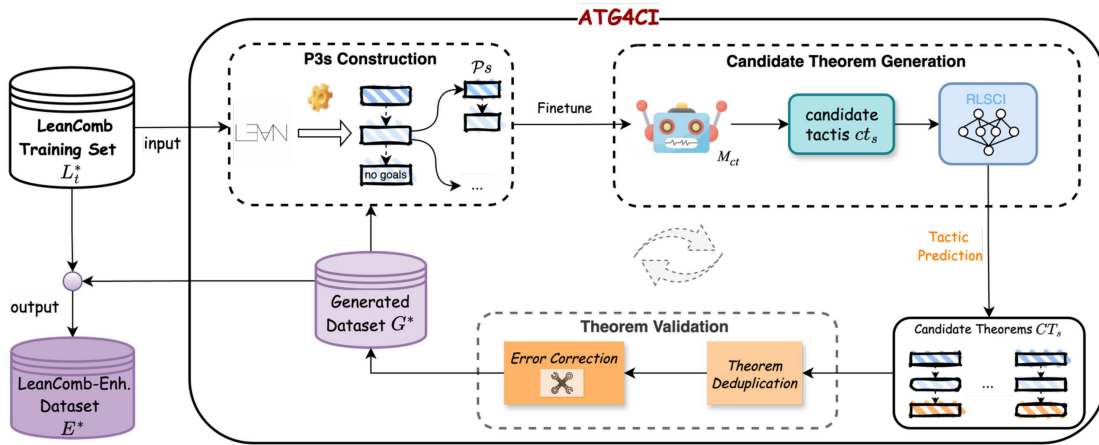 ATG4CI
P3s Construction
Ps
LEAN
no goals
...
LeanComb
Training Set
L_t^*
input
Finetune
Candidate Theorem Generation
M_ct
candidate
tactis ct_s
RLSCI
Tactic
Prediction
Candidate Theorems CT_s
...
Theorem Validation
Theorem
Deduplication
Error Correction
Generated
Dataset G*
output
LeanComb-Enh.
Dataset
E*